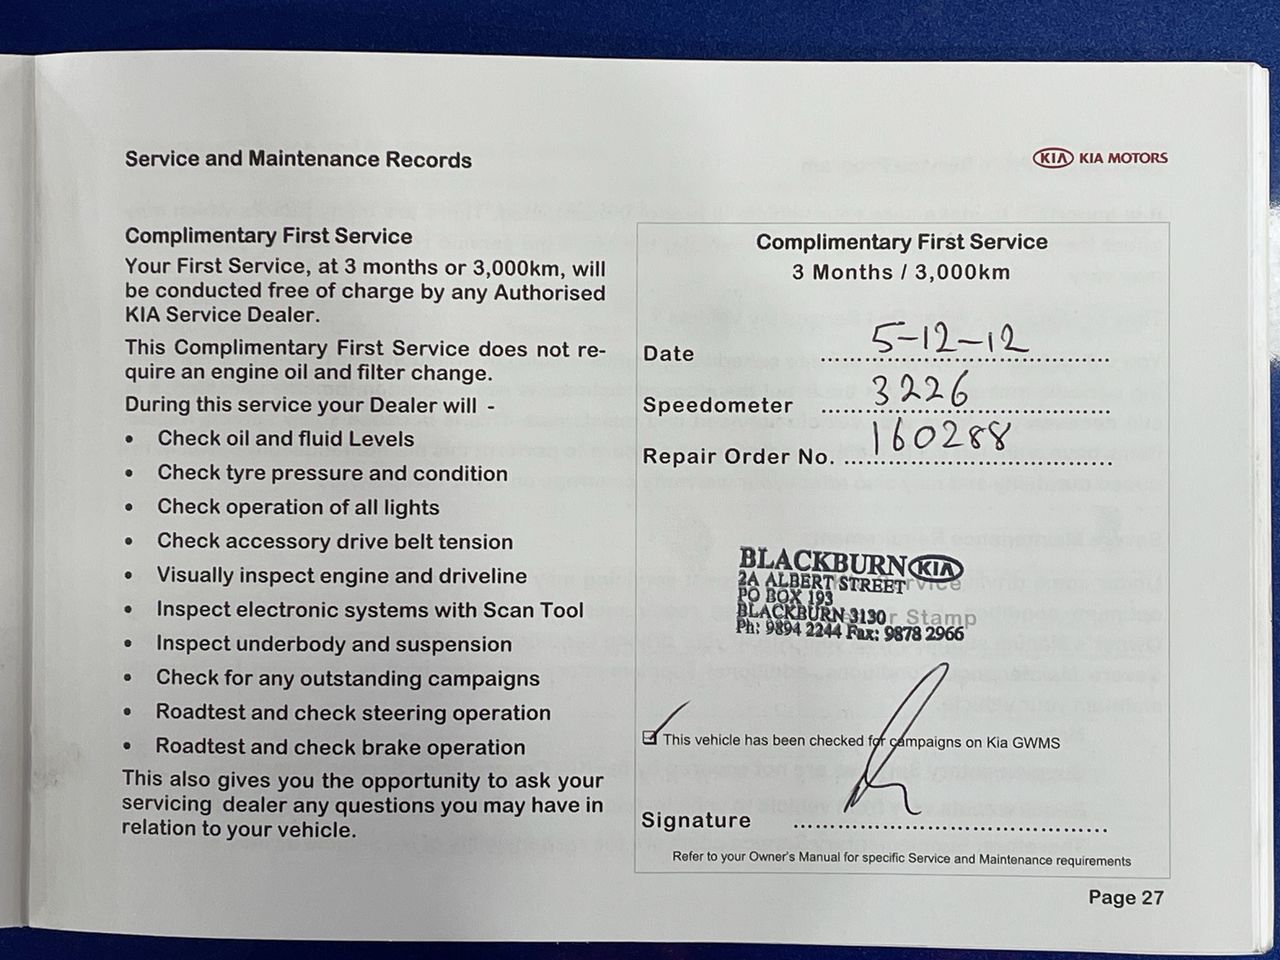 Service and Maintenance Records
KIA KIA MOTORS
Complimentary First Service
Your First Service, at 3 months or 3,000km, will
be conducted free of charge by any Authorised
KIA Service Dealer.
This Complimentary First Service does not re-
quire an engine oil and filter change.
During this service your Dealer will -
• Check oil and fluid Levels
• Check tyre pressure and condition
• Check operation of all lights
• Check accessory drive belt tension
• Visually inspect engine and driveline
• Inspect electronic systems with Scan Tool
• Inspect underbody and suspension
• Check for any outstanding campaigns
• Roadtest and check steering operation
• Roadtest and check brake operation
This also gives you the opportunity to ask your
servicing dealer any questions you may have in
relation to your vehicle.
Complimentary First Service
3 Months / 3,000km
Date 5-12-12
Speedometer 3226
Repair Order No. 160288
BLACKBURN KIA
2A ALBERT STREET
PO BOX 193
BLACKBURN 3130
Stamp
Ph: 9894 2244 Fax: 9878 2966
This vehicle has been checked for campaigns on Kia GWMS
Signature
Refer to your Owner's Manual for specific Service and Maintenance requirements
Page 27